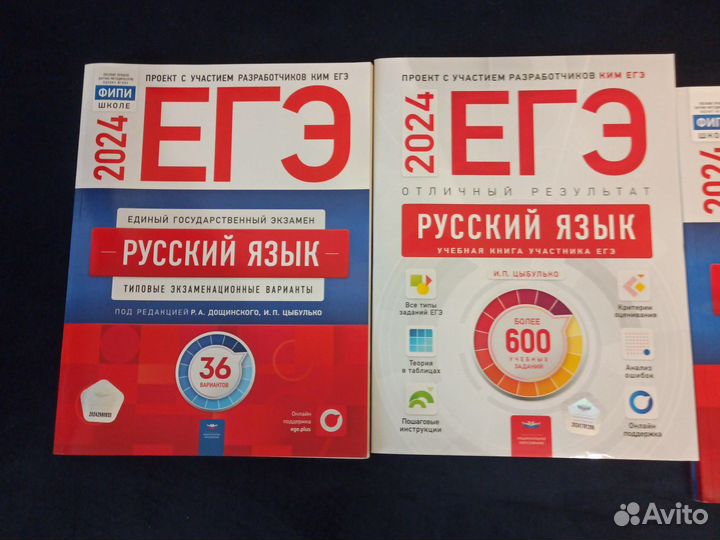 ФИПИ
ШКОЛЕ
2024
ПРОЕКТ С УЧАСТИЕМ РАЗРАБОТЧИКОВ КИМ ЕГЭ
ЕГЭ
ЕДИНЫЙ ГОСУДАРСТВЕННЫЙ ЭКЗАМЕН
РУССКИЙ ЯЗЫК
ТИПОВЫЕ ЭКЗАМЕНАЦИОННЫЕ ВАРИАНТЫ
ПОД РЕДАКЦИЕЙ Р.А. ДОЩИНСКОГО, И.П. ЦЫБУЛЬКО
36
ВАРИАНТОВ
Онлайн
поддержка
ege.plus
ПРОЕКТ С УЧАСТИЕМ РАЗРАБОТЧИКОВ КИМ ЕГЭ
2024
ЕГЭ
ОТЛИЧНЫЙ РЕЗУЛЬТАТ
РУССКИЙ ЯЗЫК
УЧЕБНАЯ КНИГА УЧАСТНИКА ЕГЭ
И.П. ЦЫБУЛЬКО
Все типы
заданий ЕГЭ
Теория
в таблицах
Пошаговые
инструкции
БОЛЕЕ
600
УЧЕБНЫХ
ЗАДАНИЙ
Критерии
оценивания
Анализ
ошибок
Онлайн
поддержка
ФИПИ
2024
Avito